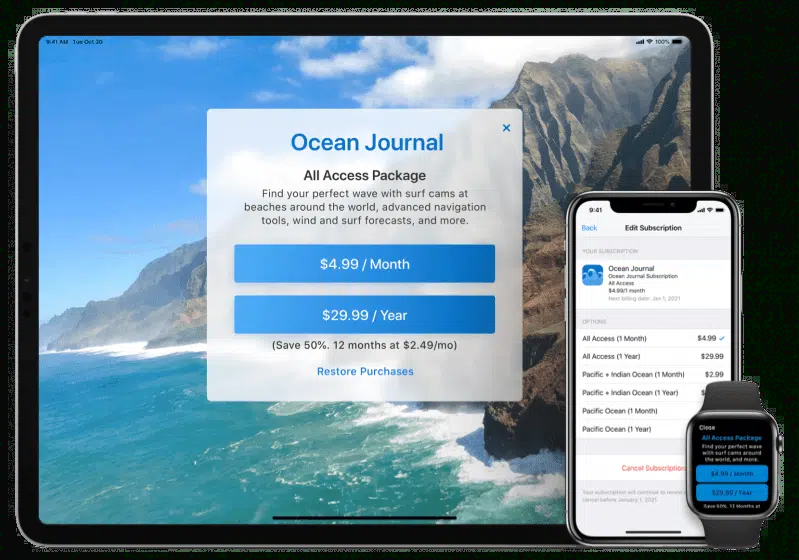 9:41 AM Tue Oct 20
100%
Ocean Journal
All Access Package
Find your perfect wave with surf cams at
beaches around the world, advanced navigation
tools, wind and surf forecasts, and more.
$4.99 / Month
$29.99 / Year
(Save 50%. 12 months at $2.49/mo)
Restore Purchases
9:41
Back Edit Subscription
YOUR SUBSCRIPTION
Ocean Journal
Ocean Journal Subscription
All Access
$4.99/1 month
Next billing date: Jan 1, 2021
OPTIONS
All Access (1 Month) $4.99
All Access (1 Year) $29.99
Pacific + Indian Ocean (1 Month) $2.99
Pacific + Indian Ocean (1 Year)
Pacific Ocean (1 Month)
Pacific Ocean (1 Year)
Cancel Subscription
Your subscription will continue to
cancel before January 1, 2021.
Close
All Access Package
Find your perfect wave
with surf cams around
the world, and more.
$4.99 / Month
$29.99 / Year
(Save 50%. 12 Months at